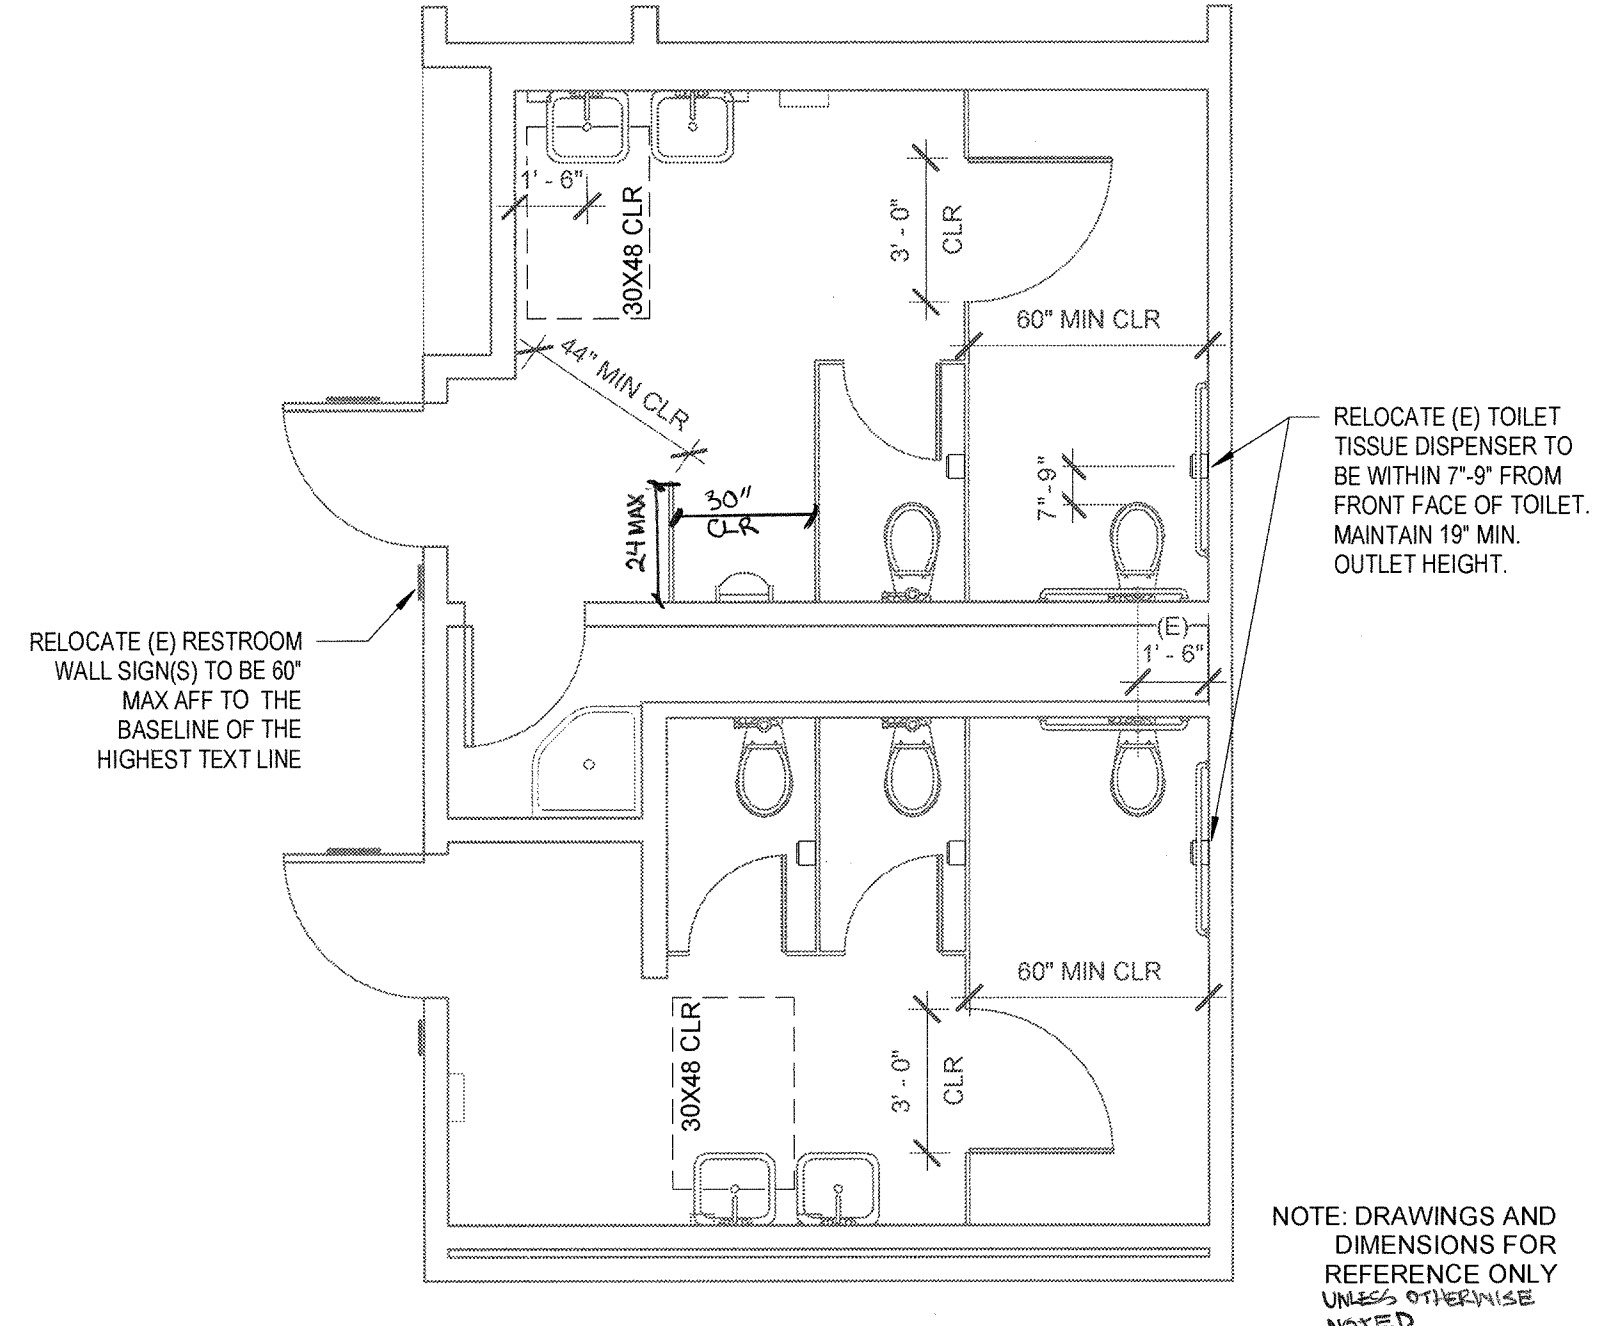 1' - 6"
30X48 CLR
3' - 0"
CLR
60" MIN CLR
44" MIN CLR
24 MAX
30"
CLR
7"-9"
RELOCATE (E) TOILET
TISSUE DISPENSER TO
BE WITHIN 7"-9" FROM
FRONT FACE OF TOILET.
MAINTAIN 19" MIN.
OUTLET HEIGHT.
RELOCATE (E) RESTROOM
WALL SIGN(S) TO BE 60"
MAX AFF TO THE
BASELINE OF THE
HIGHEST TEXT LINE
(E)
1' - 6"
60" MIN CLR
30X48 CLR
3' - 0"
CLR
NOTE: DRAWINGS AND
DIMENSIONS FOR
REFERENCE ONLY
UNLESS OTHERWISE
NOTED